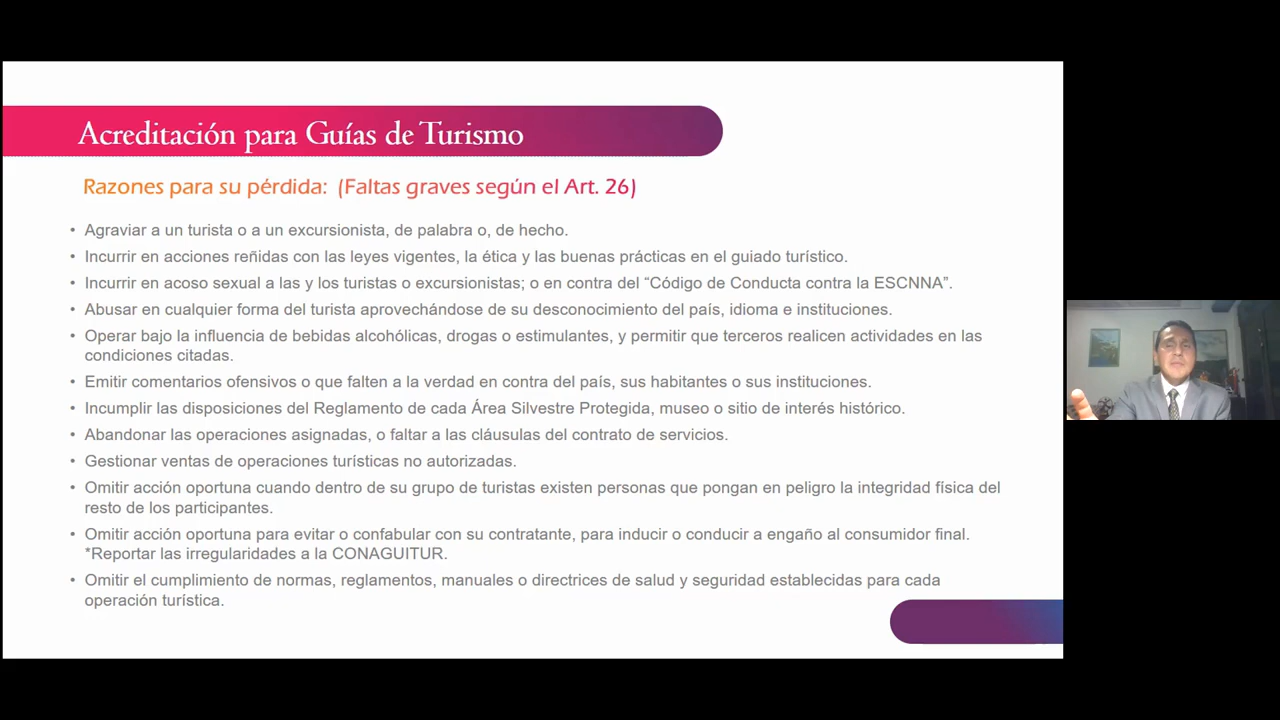 Acreditación para Guías de Turismo
Razones para su pérdida: (Faltas graves según el Art. 26)
• Agraviar a un turista o a un excursionista, de palabra o, de hecho.
• Incurrir en acciones reñidas con las leyes vigentes, la ética y las buenas prácticas en el guiado turístico.
• Incurrir en acoso sexual a las y los turistas o excursionistas; o en contra del “Código de Conducta contra la ESCNNA”.
• Abusar en cualquier forma del turista aprovechándose de su desconocimiento del país, idioma e instituciones.
• Operar bajo la influencia de bebidas alcohólicas, drogas o estimulantes, y permitir que terceros realicen actividades en las
condiciones citadas.
• Emitir comentarios ofensivos o que falten a la verdad en contra del país, sus habitantes o sus instituciones.
• Incumplir las disposiciones del Reglamento de cada Área Silvestre Protegida, museo o sitio de interés histórico.
• Abandonar las operaciones asignadas, o faltar a las cláusulas del contrato de servicios.
• Gestionar ventas de operaciones turísticas no autorizadas.
• Omitir acción oportuna cuando dentro de su grupo de turistas existen personas que pongan en peligro la integridad física del
resto de los participantes.
• Omitir acción oportuna para evitar o confabular con su contratante, para inducir o conducir a engaño al consumidor final.
*Reportar las irregularidades a la CONAGUITUR.
• Omitir el cumplimiento de normas, reglamentos, manuales o directrices de salud y seguridad establecidas para cada
operación turística.